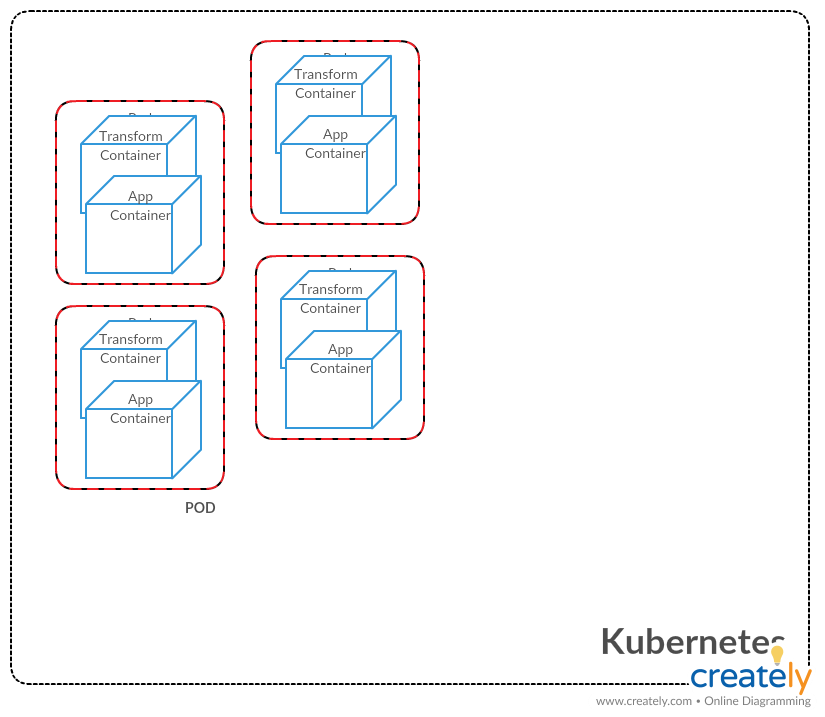 Transform
Container
App
Container
Transform
Container
App
Container
Transform
Container
App
Container
Transform
Container
App
Container
POD
Kubernetes
creately
www.creately.com • Online Diagramming